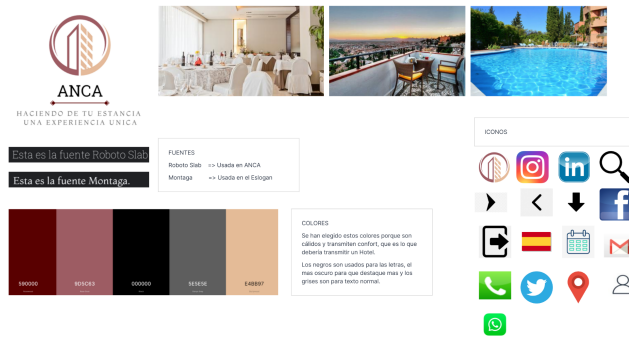 ANCA
HACIENDO DE TU ESTANCIA
UNA EXPERIENCIA UNICA
Esta es la fuente Roboto Slab
Esta es la fuente Montaga.
FUENTES
Roboto Slab => Usada en ANCA
Montaga => Usada en el Eslogan
ICONOS
in
f
COLORES
Se han elegido estos colores porque son
cálidos y transmiten confort, que es lo que
debería transmitir un Hotel.
Los negros son usados para las letras, el
mas oscuro para que destaque mas y los
grises son para texto normal.
590000
9D5C63
000000
5E5E5E
E4BB97